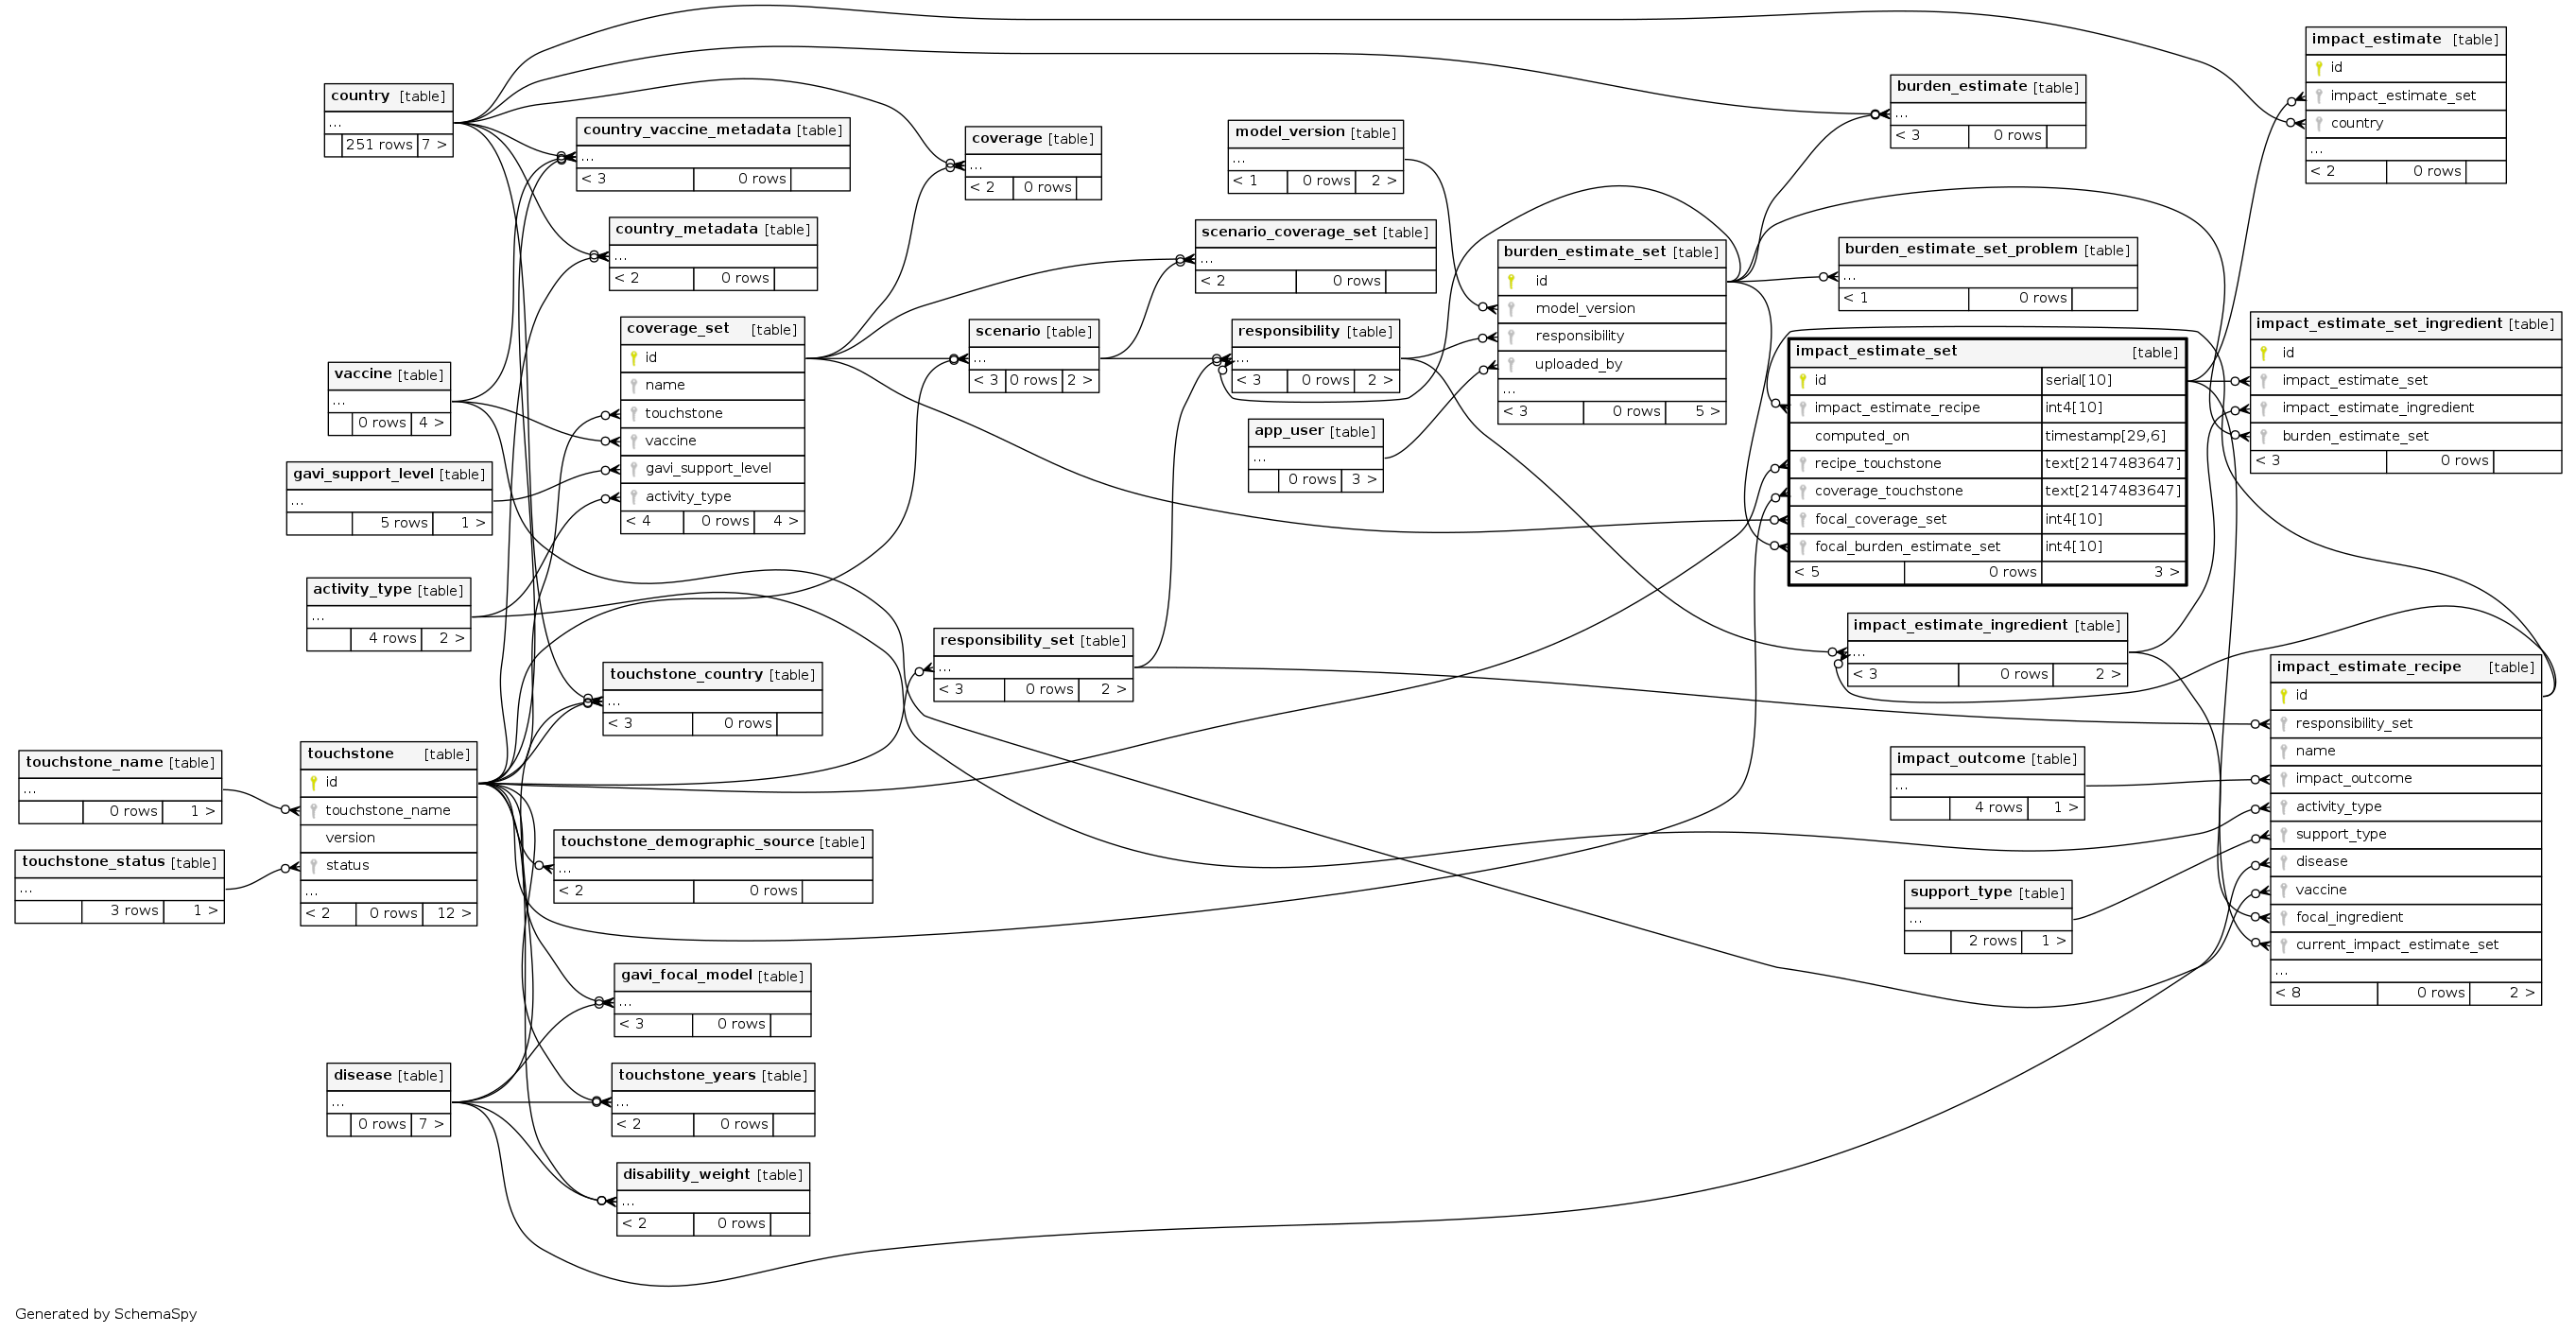 country [table]
...
251 rows 7 >
country_vaccine_metadata [table]
...
< 3 0 rows
country_metadata [table]
...
< 2 0 rows
coverage [table]
...
< 2 0 rows
model_version [table]
...
< 1 0 rows 2 >
burden_estimate [table]
...
< 3 0 rows
impact_estimate [table]
id
impact_estimate_set
country
...
< 2 0 rows
scenario_coverage_set [table]
...
< 2 0 rows
burden_estimate_set [table]
id
model_version
responsibility
uploaded_by
...
< 3 0 rows 5 >
burden_estimate_set_problem [table]
...
< 1 0 rows
coverage_set [table]
id
name
touchstone
vaccine
gavi_support_level
activity_type
< 4 0 rows 4 >
scenario [table]
...
< 3 0 rows 2 >
responsibility [table]
...
< 3 0 rows 2 >
impact_estimate_set [table]
id serial[10]
impact_estimate_recipe int4[10]
computed_on timestamp[29,6]
recipe_touchstone text[2147483647]
coverage_touchstone text[2147483647]
focal_coverage_set int4[10]
focal_burden_estimate_set int4[10]
< 5 0 rows 3 >
impact_estimate_set_ingredient [table]
id
impact_estimate_set
impact_estimate_ingredient
burden_estimate_set
< 3 0 rows
vaccine [table]
...
0 rows 4 >
app_user [table]
...
0 rows 3 >
gavi_support_level [table]
...
5 rows 1 >
activity_type [table]
...
4 rows 2 >
responsibility_set [table]
...
< 3 0 rows 2 >
impact_estimate_ingredient [table]
...
< 3 0 rows 2 >
touchstone_country [table]
...
< 3 0 rows
impact_estimate_recipe [table]
id
responsibility_set
name
impact_outcome
activity_type
support_type
disease
vaccine
focal_ingredient
current_impact_estimate_set
...
< 8 0 rows 2 >
touchstone_name [table]
...
0 rows 1 >
touchstone [table]
id
touchstone_name
version
status
...
< 2 0 rows 12 >
impact_outcome [table]
...
4 rows 1 >
touchstone_status [table]
...
3 rows 1 >
touchstone_demographic_source [table]
...
< 2 0 rows
support_type [table]
...
2 rows 1 >
gavi_focal_model [table]
...
< 3 0 rows
disease [table]
...
0 rows 7 >
touchstone_years [table]
...
< 2 0 rows
disability_weight [table]
...
< 2 0 rows
Generated by SchemaSpy